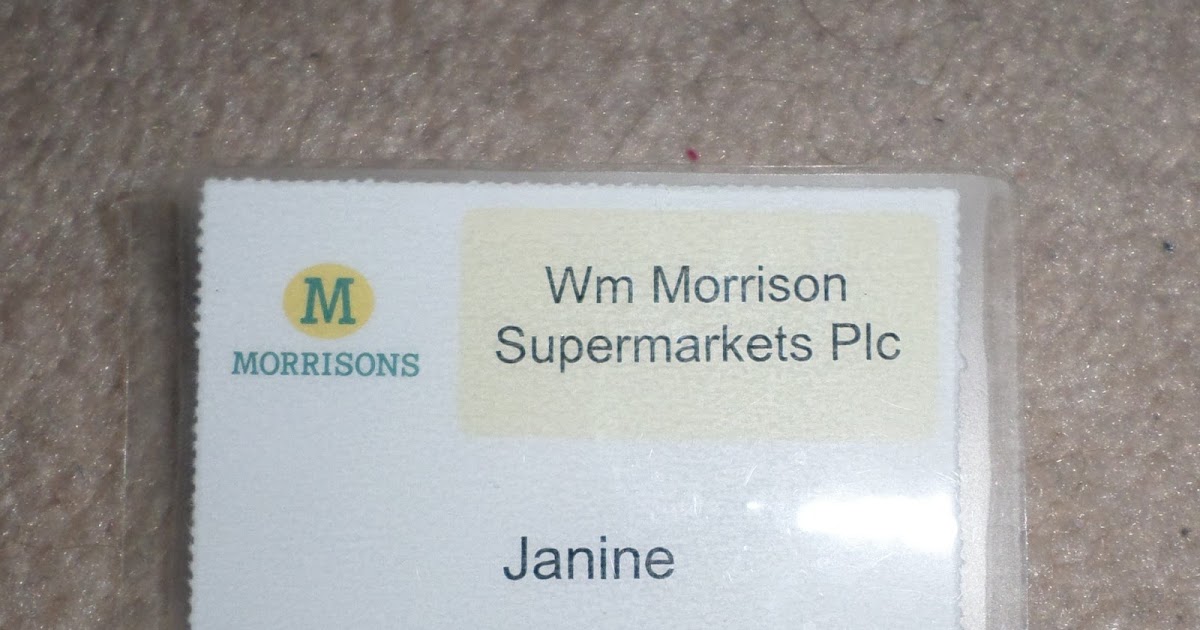 M
MORRISONS
Wm Morrison
Supermarkets Plc
Janine